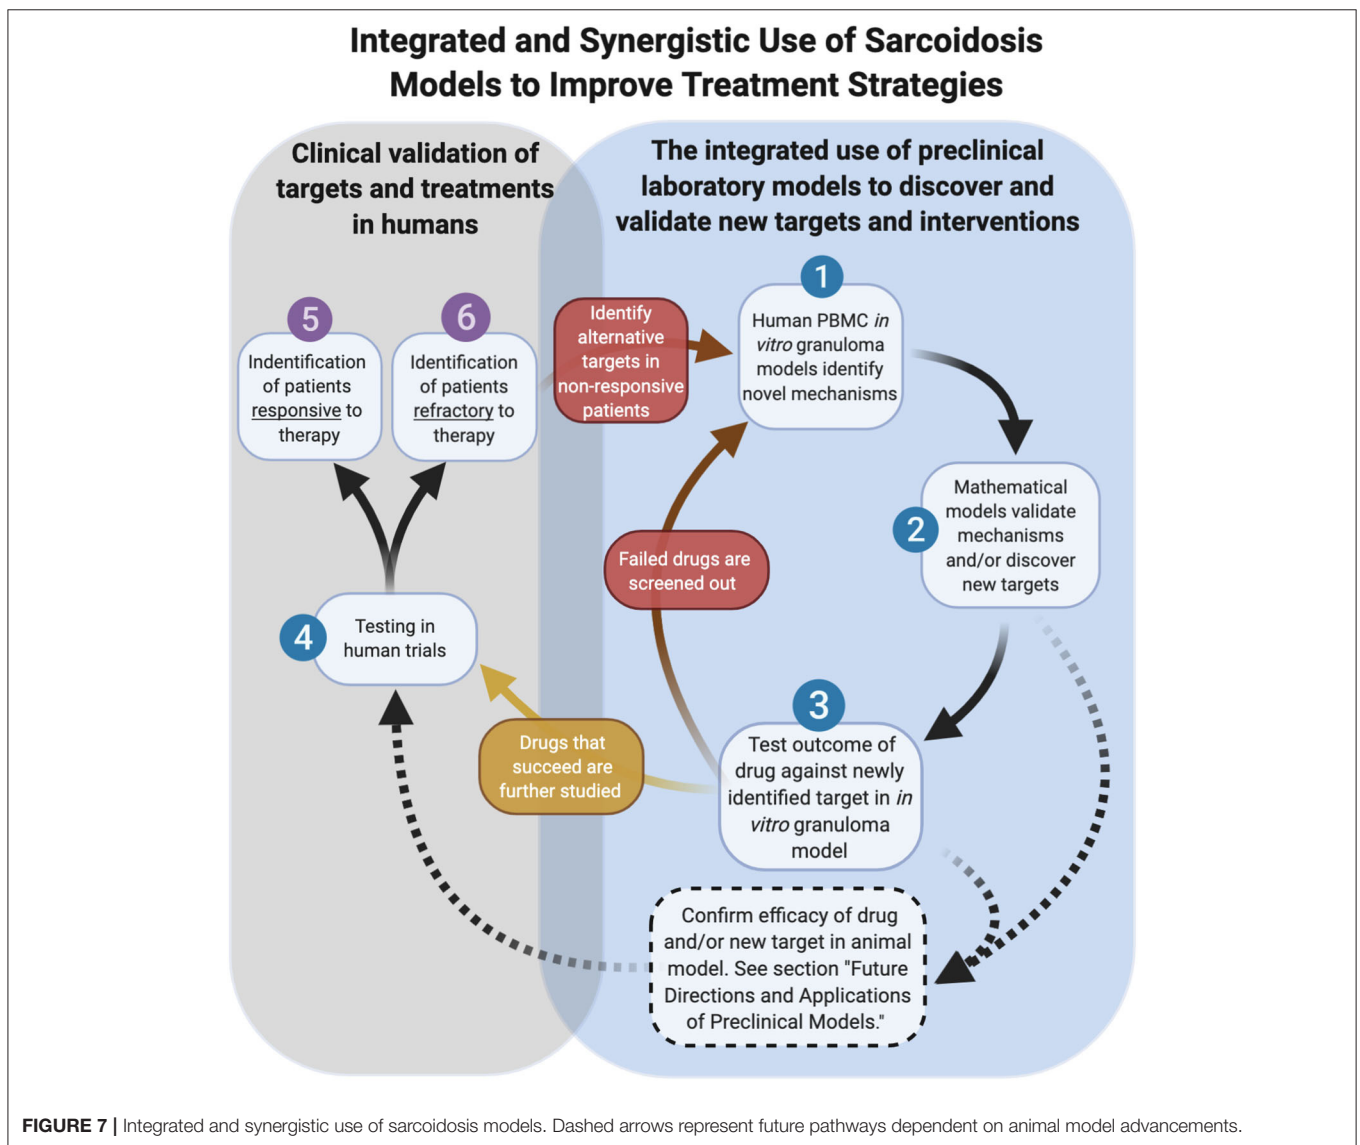 Integrated and Synergistic Use of Sarcoidosis
Models to Improve Treatment Strategies
Clinical validation of
targets and treatments
in humans
The integrated use of preclinical
laboratory models to discover and
validate new targets and interventions
1
Human PBMC in
vitro granuloma
models identify
novel mechanisms
2
Mathematical
models validate
mechanisms
and/or discover
new targets
3
Test outcome of
drug against newly
identified target in in
vitro granuloma
model
Failed drugs are
screened out
Drugs that
succeed are
further studied
Confirm efficacy of drug
and/or new target in animal
model. See section "Future
Directions and Applications
of Preclinical Models."
4
Testing in
human trials
5
Indentification
of patients
responsive to
therapy
6
Identification
of patients
refractory to
therapy
Identify
alternative
targets in
non-responsive
patients
FIGURE 7 | Integrated and synergistic use of sarcoidosis models. Dashed arrows represent future pathways dependent on animal model advancements.